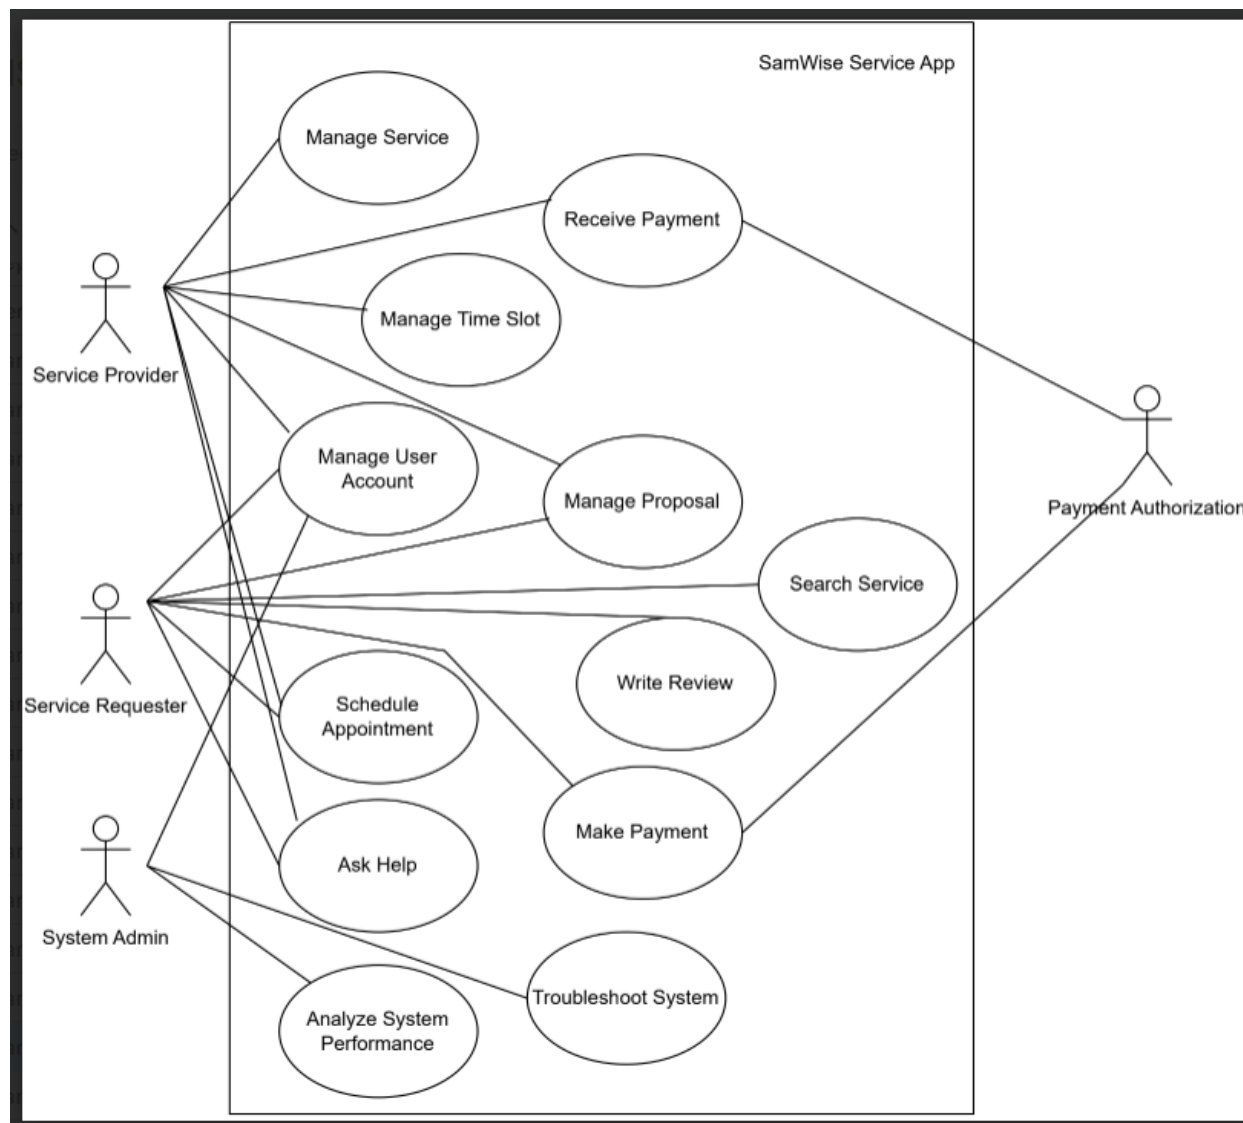 SamWise Service App
Manage Service
Receive Payment
Manage Time Slot
Service Provider
Manage User
Account
Manage Proposal
Payment Authorization
Search Service
Write Review
Service Requester
Schedule
Appointment
Make Payment
Ask Help
System Admin
Troubleshoot System
Analyze System
Performance